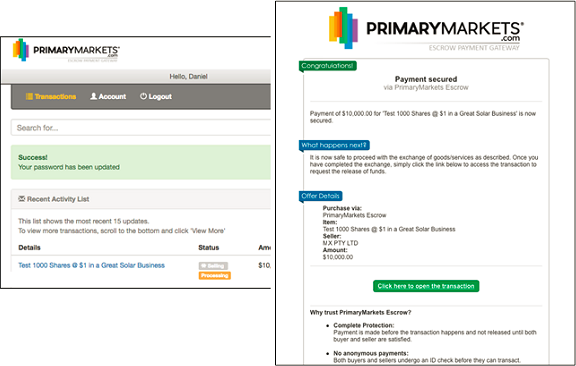 PRIMARYMARKETS
.com
ESCROW PAYMENT GATEWAY
Hello, Daniel
Transactions Account Logout
Search for...
Success!
Your password has been updated
Recent Activity List
This list shows the most recent 15 updates.
To view more transactions, scroll to the bottom and click 'View More'
Details Status Am
Test 1000 Shares @ $1 in a Great Solar Business Selling $10,
Processing
PRIMARYMARKETS
.com
ESCROW PAYMENT GATEWAY
Congratulations!
Payment secured
via PrimaryMarkets Escrow
Payment of $10,000.00 for 'Test 1000 Shares @ $1 in a Great Solar Business' is now
secured.
What happens next?
It is now safe to proceed with the exchange of goods/services as described. Once you
have completed the exchange, simply click the link below to access the transaction to
request the release of funds.
Offer Details
Purchase via:
PrimaryMarkets Escrow
Item:
Test 1000 Shares @ $1 in a Great Solar Business
Seller:
MX PTY LTD
Amount:
$10,000.00
Click here to open the transaction
Why trust PrimaryMarkets Escrow?
• Complete Protection:
Payment is made before the transaction happens and not released until both
buyer and seller are satisfied.
• No anonymous payments:
Both buyers and sellers undergo an ID check before they can transact.